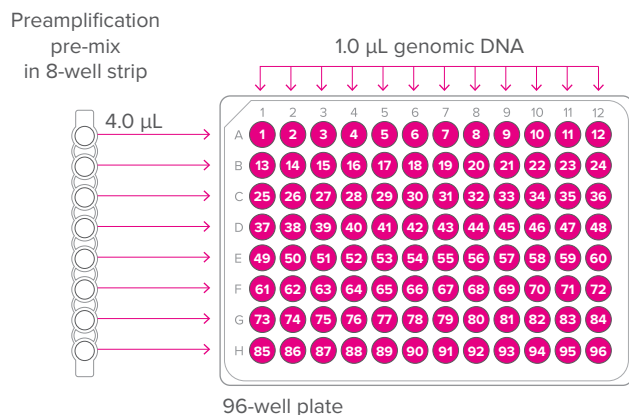 Preamplification
pre-mix
in 8-well strip
1.0 µL genomic DNA
4.0 µL
1 2 3 4 5 6 7 8 9 10 11 12
A 1 2 3 4 5 6 7 8 9 10 11 12
B 13 14 15 16 17 18 19 20 21 22 23 24
C 25 26 27 28 29 30 31 32 33 34 35 36
D 37 38 39 40 41 42 43 44 45 46 47 48
E 49 50 51 52 53 54 55 56 57 58 59 60
F 61 62 63 64 65 66 67 68 69 70 71 72
G 73 74 75 76 77 78 79 80 81 82 83 84
H 85 86 87 88 89 90 91 92 93 94 95 96
96-well plate